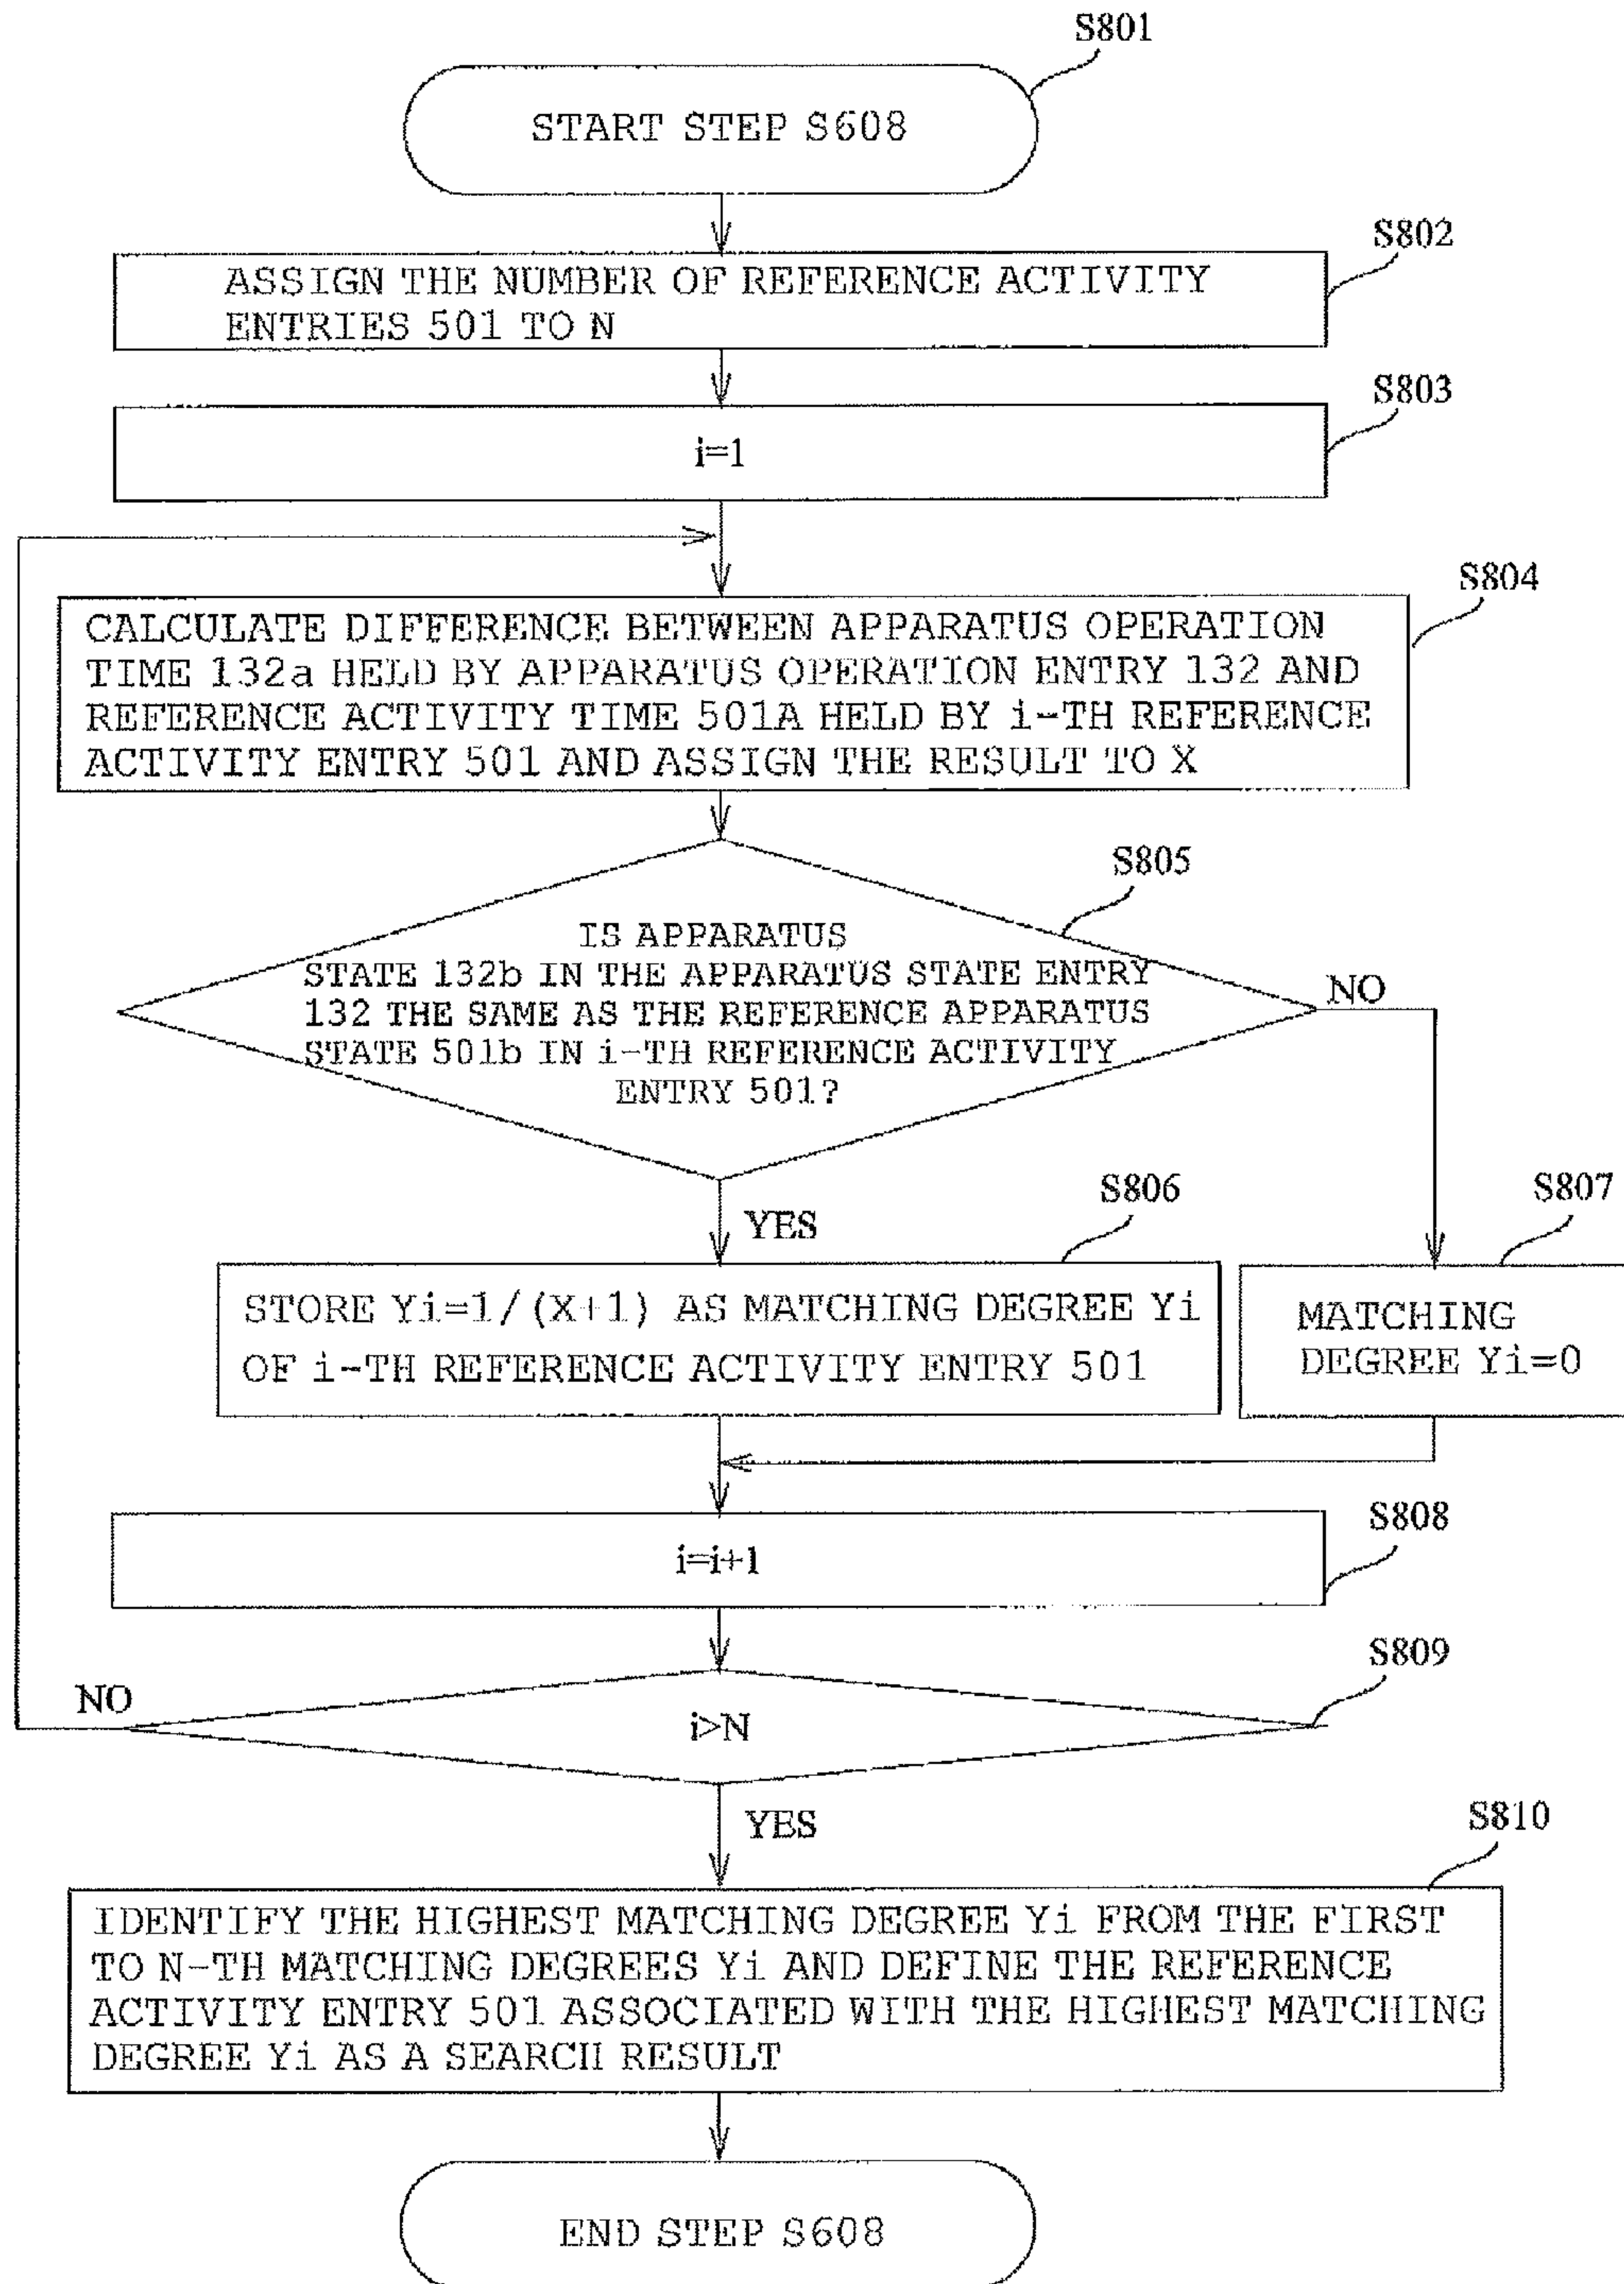 S801
START STEP S608
S802
ASSIGN THE NUMBER OF REFERENCE ACTIVITY
ENTRIES 501 TO N
S803
i=1
S804
CALCULATE DIFFERENCE BETWEEN APPARATUS OPERATION
TIME 132a HELD BY APPARATUS OPERATION ENTRY 132 AND
REFERENCE ACTIVITY TIME 501A HELD BY i-TH REFERENCE
ACTIVITY ENTRY 501 AND ASSIGN THE RESULT TO X
S805
IS APPARATUS
STATE 132b IN THE APPARATUS STATE ENTRY
132 THE SAME AS THE REFERENCE APPARATUS
STATE 501b IN i-TH REFERENCE ACTIVITY
ENTRY 501?
NO
YES
S806
STORE Yi=1/(X+1) AS MATCHING DEGREE Yi
OF i-TH REFERENCE ACTIVITY ENTRY 501
S807
MATCHING
DEGREE Yi=0
S808
i=i+1
S809
NO
i>N
YES
S810
IDENTIFY THE HIGHEST MATCHING DEGREE Yi FROM THE FIRST
TO N-TH MATCHING DEGREES Yi AND DEFINE THE REFERENCE
ACTIVITY ENTRY 501 ASSOCIATED WITH THE HIGHEST MATCHING
DEGREE Yi AS A SEARCH RESULT
END STEP S608